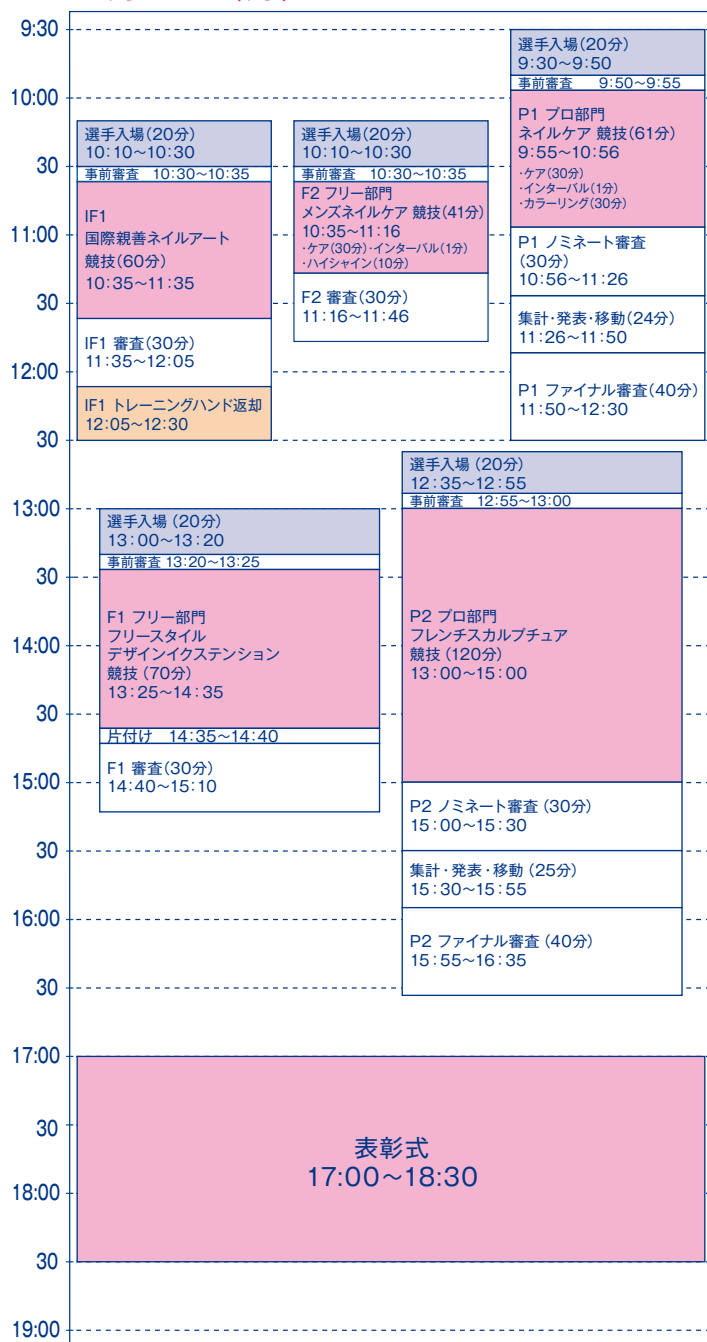 9:30
10:00
30
11:00
30
12:00
30
13:00
30
14:00
30
15:00
30
16:00
30
17:00
30
18:00
30
19:00
選手入場(20分)
10:10～10:30
事前審査 10:30～10:35
IF1
国際親善ネイルアート
競技(60分)
10:35～11:35
IF1 審査(30分)
11:35～12:05
IF1 トレーニングハンド返却
12:05～12:30
選手入場(20分)
10:10～10:30
事前審査 10:30～10:35
F2 フリー部門
メンズネイルケア 競技(41分)
10:35～11:16
・ケア(30分)・インターバル(1分)
・ハイシャイン(10分)
F2 審査(30分)
11:16～11:46
選手入場(20分)
9:30～9:50
事前審査 9:50～9:55
P1 プロ部門
ネイルケア 競技(61分)
9:55～10:56
・ケア(30分)
・インターバル(1分)
・カラーリング(30分)
P1 ノミネート審査
(30分)
10:56～11:26
集計・発表・移動(24分)
11:26～11:50
P1 ファイナル審査(40分)
11:50～12:30
選手入場 (20分)
13:00～13:20
事前審査 13:20～13:25
F1 フリー部門
フリースタイル
デザインイクステンション
競技 (70分)
13:25～14:35
片付け 14:35～14:40
F1 審査(30分)
14:40～15:10
選手入場 (20分)
12:35～12:55
事前審査 12:55～13:00
P2 プロ部門
フレンチスカルプチュア
競技 (120分)
13:00～15:00
P2 ノミネート審査 (30分)
15:00～15:30
集計・発表・移動 (25分)
15:30～15:55
P2 ファイナル審査 (40分)
15:55～16:35
表彰式
17:00～18:30